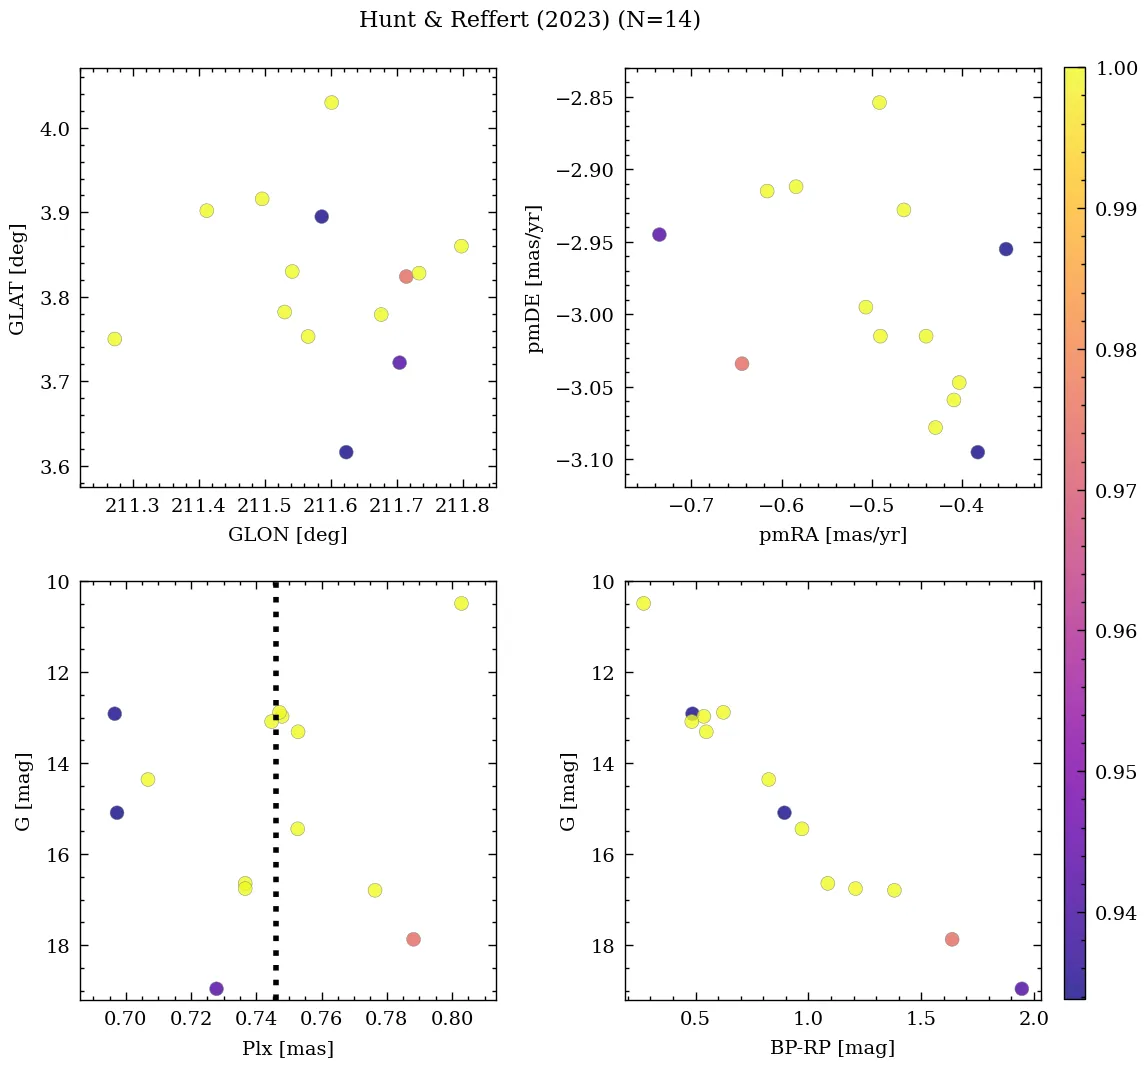 Hunt & Reffert (2023) (N=14)
4.0
3.9
3.8
3.7
3.6
GLAT [deg]
211.3 211.4 211.5 211.6 211.7 211.8
GLON [deg]
−2.85
−2.90
−2.95
−3.00
−3.05
−3.10
pmDE [mas/yr]
−0.7 −0.6 −0.5 −0.4
pmRA [mas/yr]
10
12
14
16
18
G [mag]
0.70 0.72 0.74 0.76 0.78 0.80
Plx [mas]
10
12
14
16
18
G [mag]
0.5 1.0 1.5 2.0
BP-RP [mag]
1.00
0.99
0.98
0.97
0.96
0.95
0.94